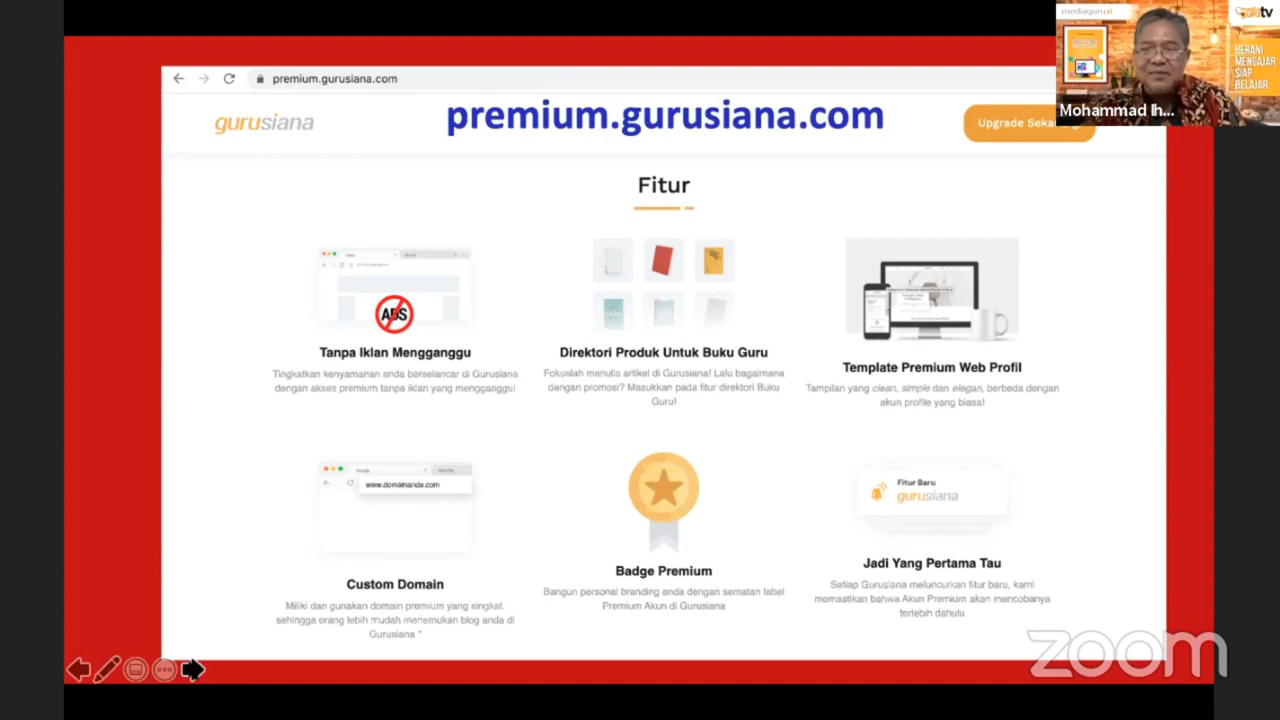 premium.gurusiana.com
gurusiana
premium.gurusiana.com
Upgrade Seka
mediaguru.id
mediaguru tv
BERANI
MENGAJAR
SIAP
BELAJAR
Mohammad Ih...
Fitur
ADS
Tanpa Iklan Mengganggu
Tingkatkan kenyamanan anda berselancar di Gurusiana
dengan akses premium tanpa iklan yang mengganggu!
Direktori Produk Untuk Buku Guru
Fokuslah menulis artikel di Gurusiana! Lalu bagaimana
dengan promosi? Masukkan pada fitur direktori Buku
Guru!
Template Premium Web Profil
Tampilan yang clean, simple dan elegan, berbeda dengan
akun profile yang biasa!
Google
www.domainanda.com
Custom Domain
Miliki dan gunakan domain premium yang singkat,
sehingga orang lebih mudah menemukan blog anda di
Gurusiana *
Badge Premium
Bangun personal branding anda dengan sematan label
Premium Akun di Gurusiana
Fitur Baru
gurusiana
Jadi Yang Pertama Tau
Setiap Gurusiana meluncurkan fitur baru, kami
memastikan bahwa Akun Premium akan mencobanya
terlebih dahulu
zoom